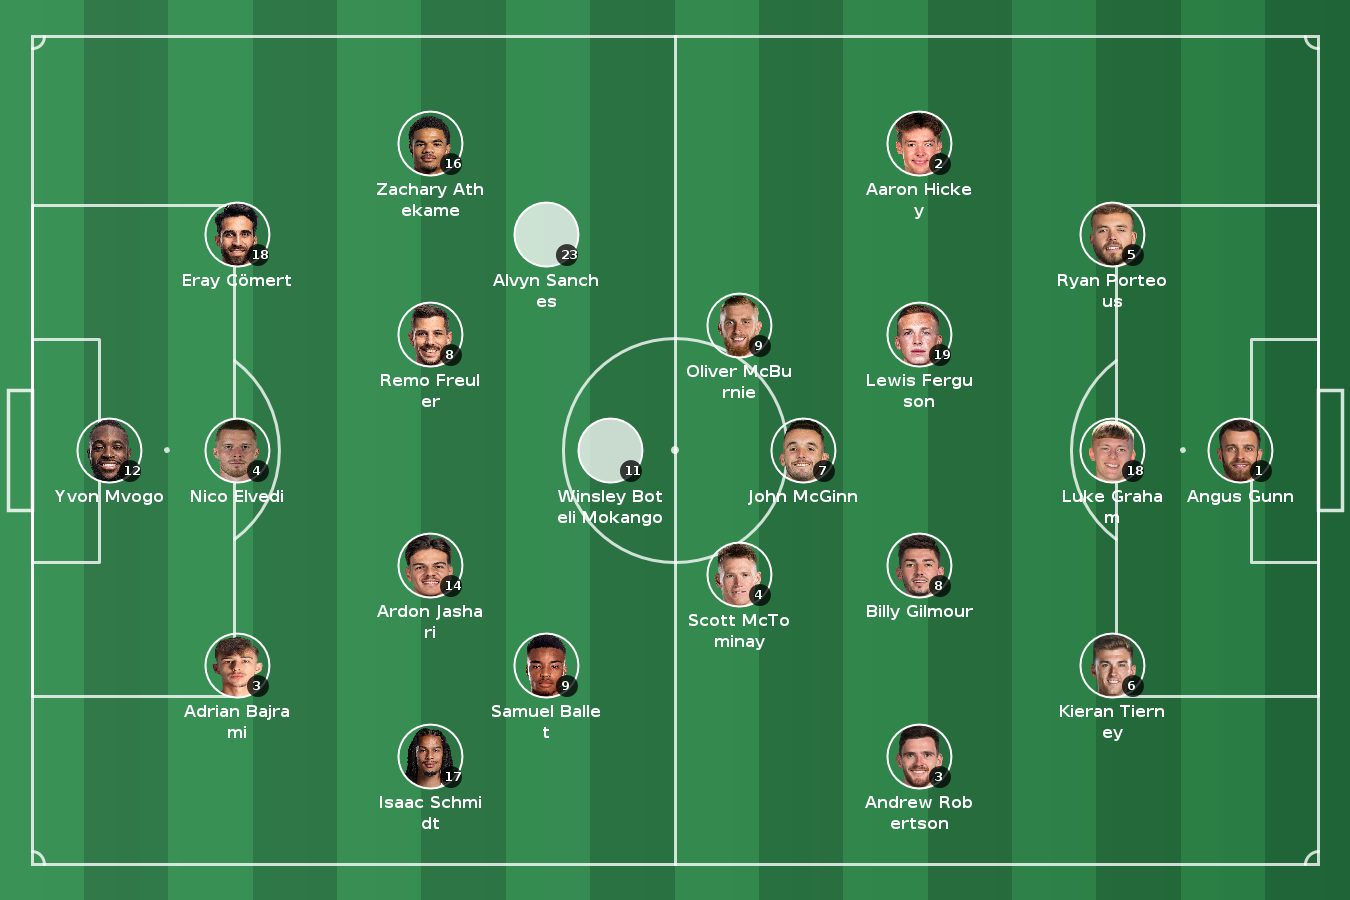 16
Zachary Ath
ekame
2
Aaron Hicke
y
18
Eray Cömert
23
Alvyn Sanch
es
5
Ryan Porteo
us
8
Remo Freul
er
9
Oliver McBu
rnie
19
Lewis Fergu
son
12
Yvon Mvogo
4
Nico Elvedi
11
Winsley Bot
eli Mokango
7
John McGinn
18
Luke Graha
m
1
Angus Gunn
14
Ardon Jasha
ri
4
Scott McTo
minay
8
Billy Gilmour
3
Adrian Bajra
mi
9
Samuel Balle
t
6
Kieran Tiern
ey
17
Isaac Schmi
dt
3
Andrew Rob
ertson